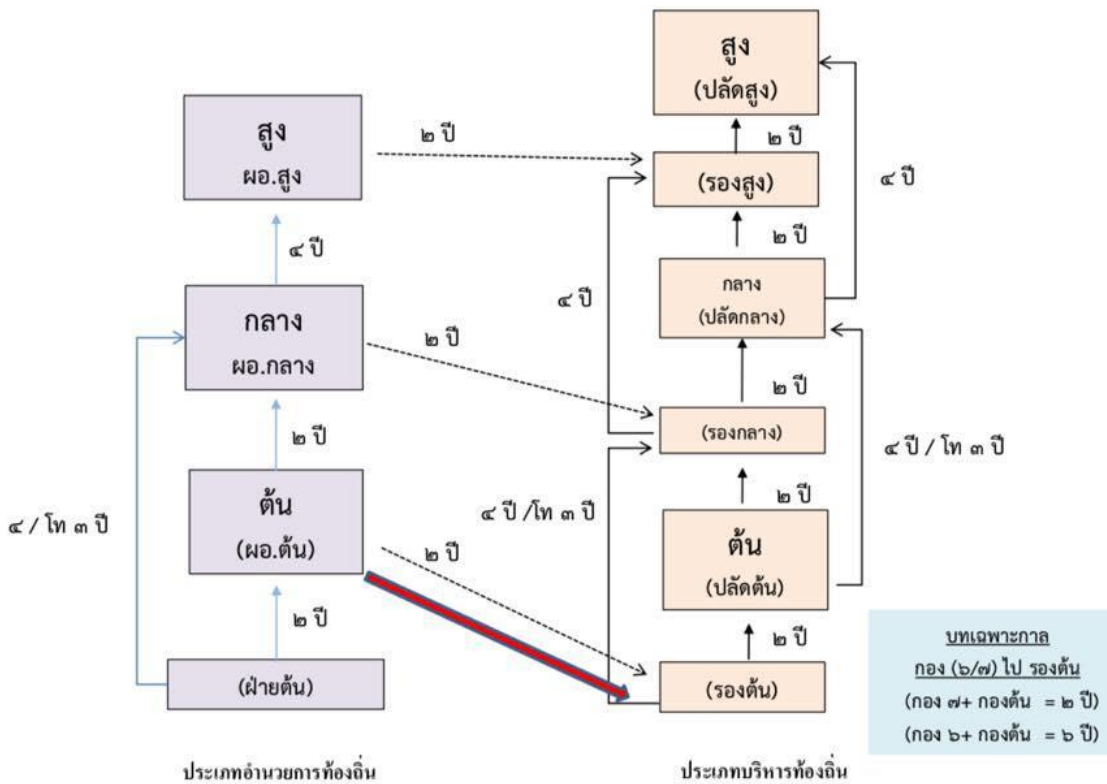 สูง
(ปลัดสูง)
สูง
ผอ.สูง
๒ ปี
๒ ปี
(รองสูง)
๔ ปี
๒ ปี
๔ ปี
๔ ปี
กลาง
(ปลัดกลาง)
กลาง
ผอ.กลาง
๒ ปี
๒ ปี
(รองกลาง)
๒ ปี
๔ ปี / โท ๓ ปี
๔ / โท ๓ ปี
ต้น
(ผอ.ต้น)
๔ ปี /โท ๓ ปี
๒ ปี
๒ ปี
ต้น
(ปลัดต้น)
๒ ปี
๒ ปี
(ฝ่ายต้น)
(รองต้น)
บทเฉพาะกาล
กอง (๖/๗) ไป รองต้น
(กอง ๗+ กองต้น = ๒ ปี)
(กอง ๖+ กองต้น = ๖ ปี)
ประเภทอำนวยการท้องถิ่น
ประเภทบริหารท้องถิ่น